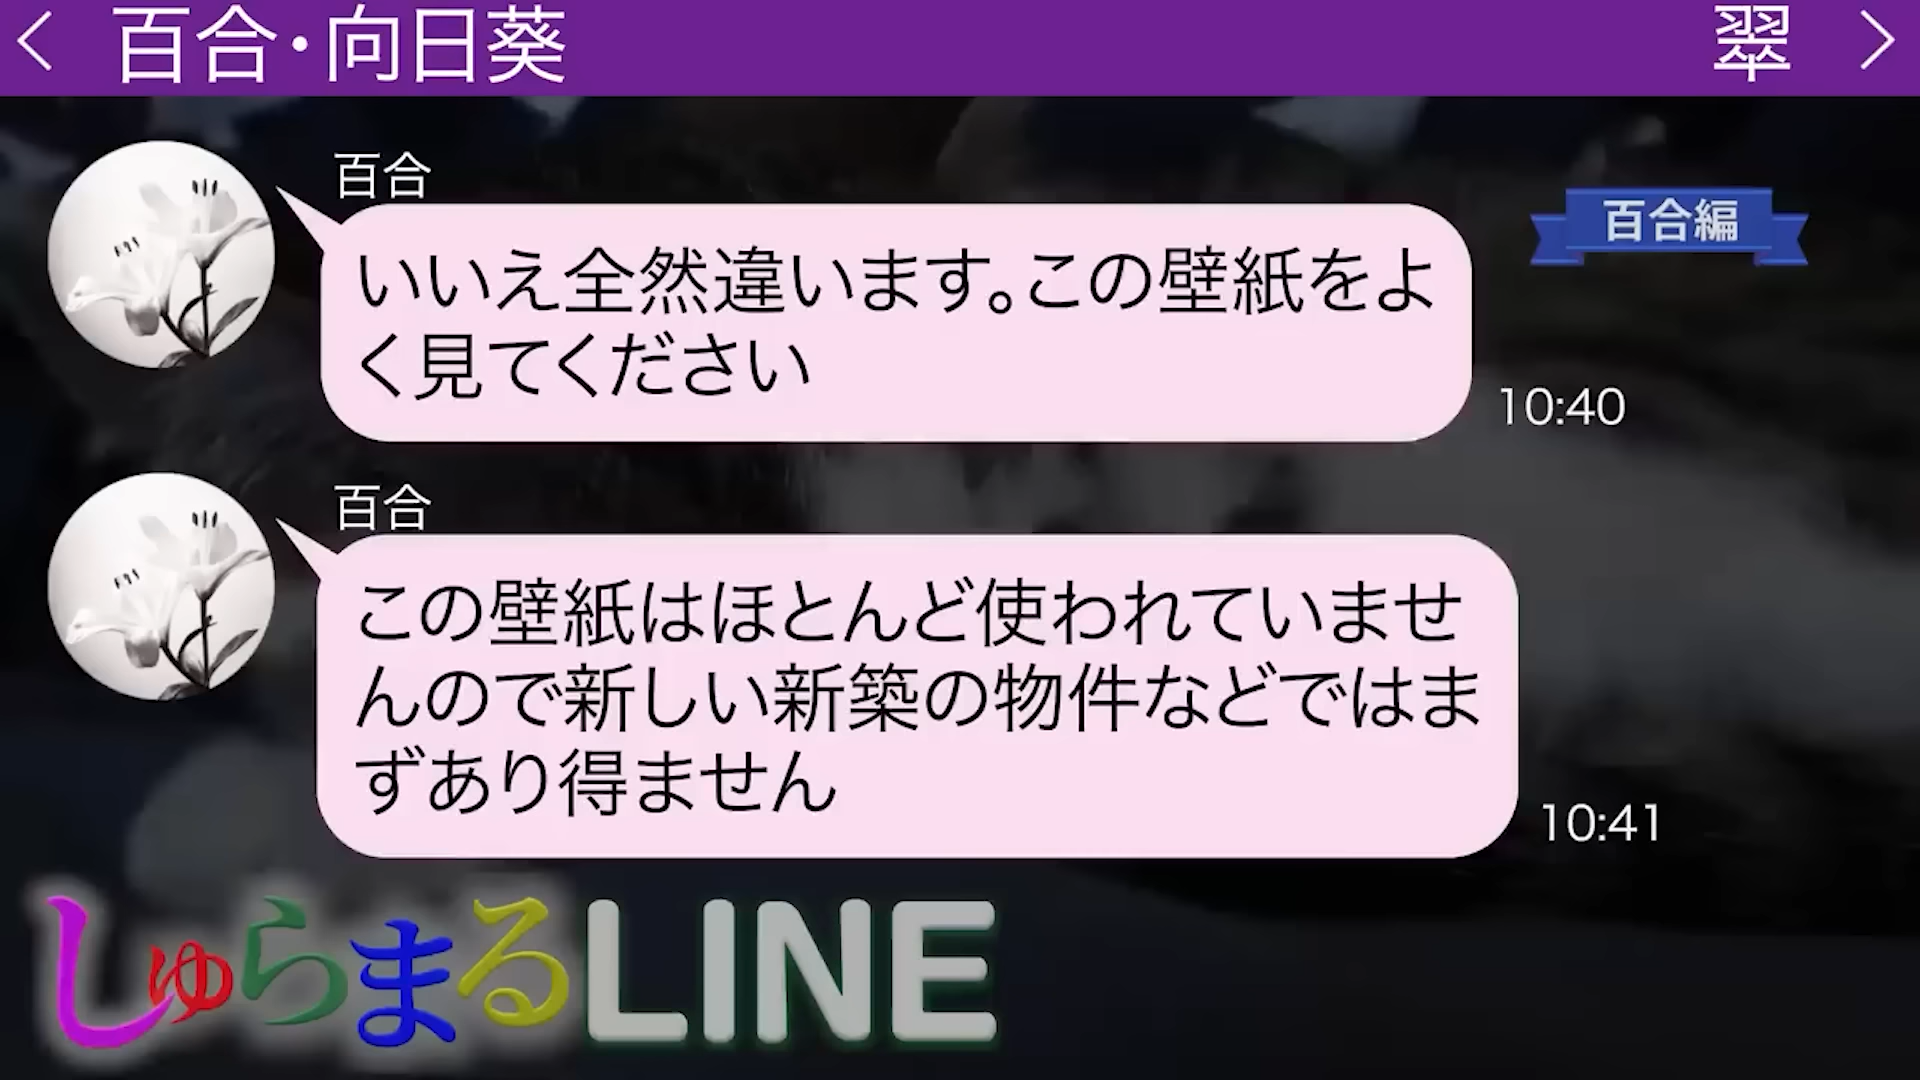 百合・向日葵
翠
百合
百合編
いいえ全然違います。この壁紙をよ
く見てください
10:40
百合
この壁紙はほとんど使われていませ
んので新しい新築の物件などではま
ずあり得ません
10:41
しゅらまるLINE